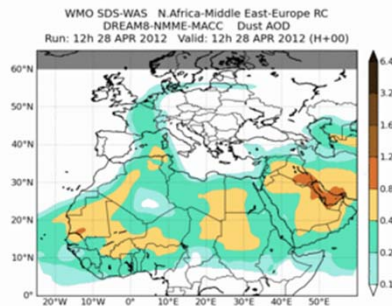 WMO SDS-WAS N.Africa-Middle East-Europe RC
DREAM8-NMME-MACC Dust AOD
Run: 12h 28 APR 2012 Valid: 12h 28 APR 2012 (H+00)
60°N
50°N
40°N
30°N
20°N
10°N
0°
20°W 10°W 0° 10°E 20°E 30°E 40°E 50°E
6.4
3.2
1.6
1.2
0.8
0.4
0.2
0.1